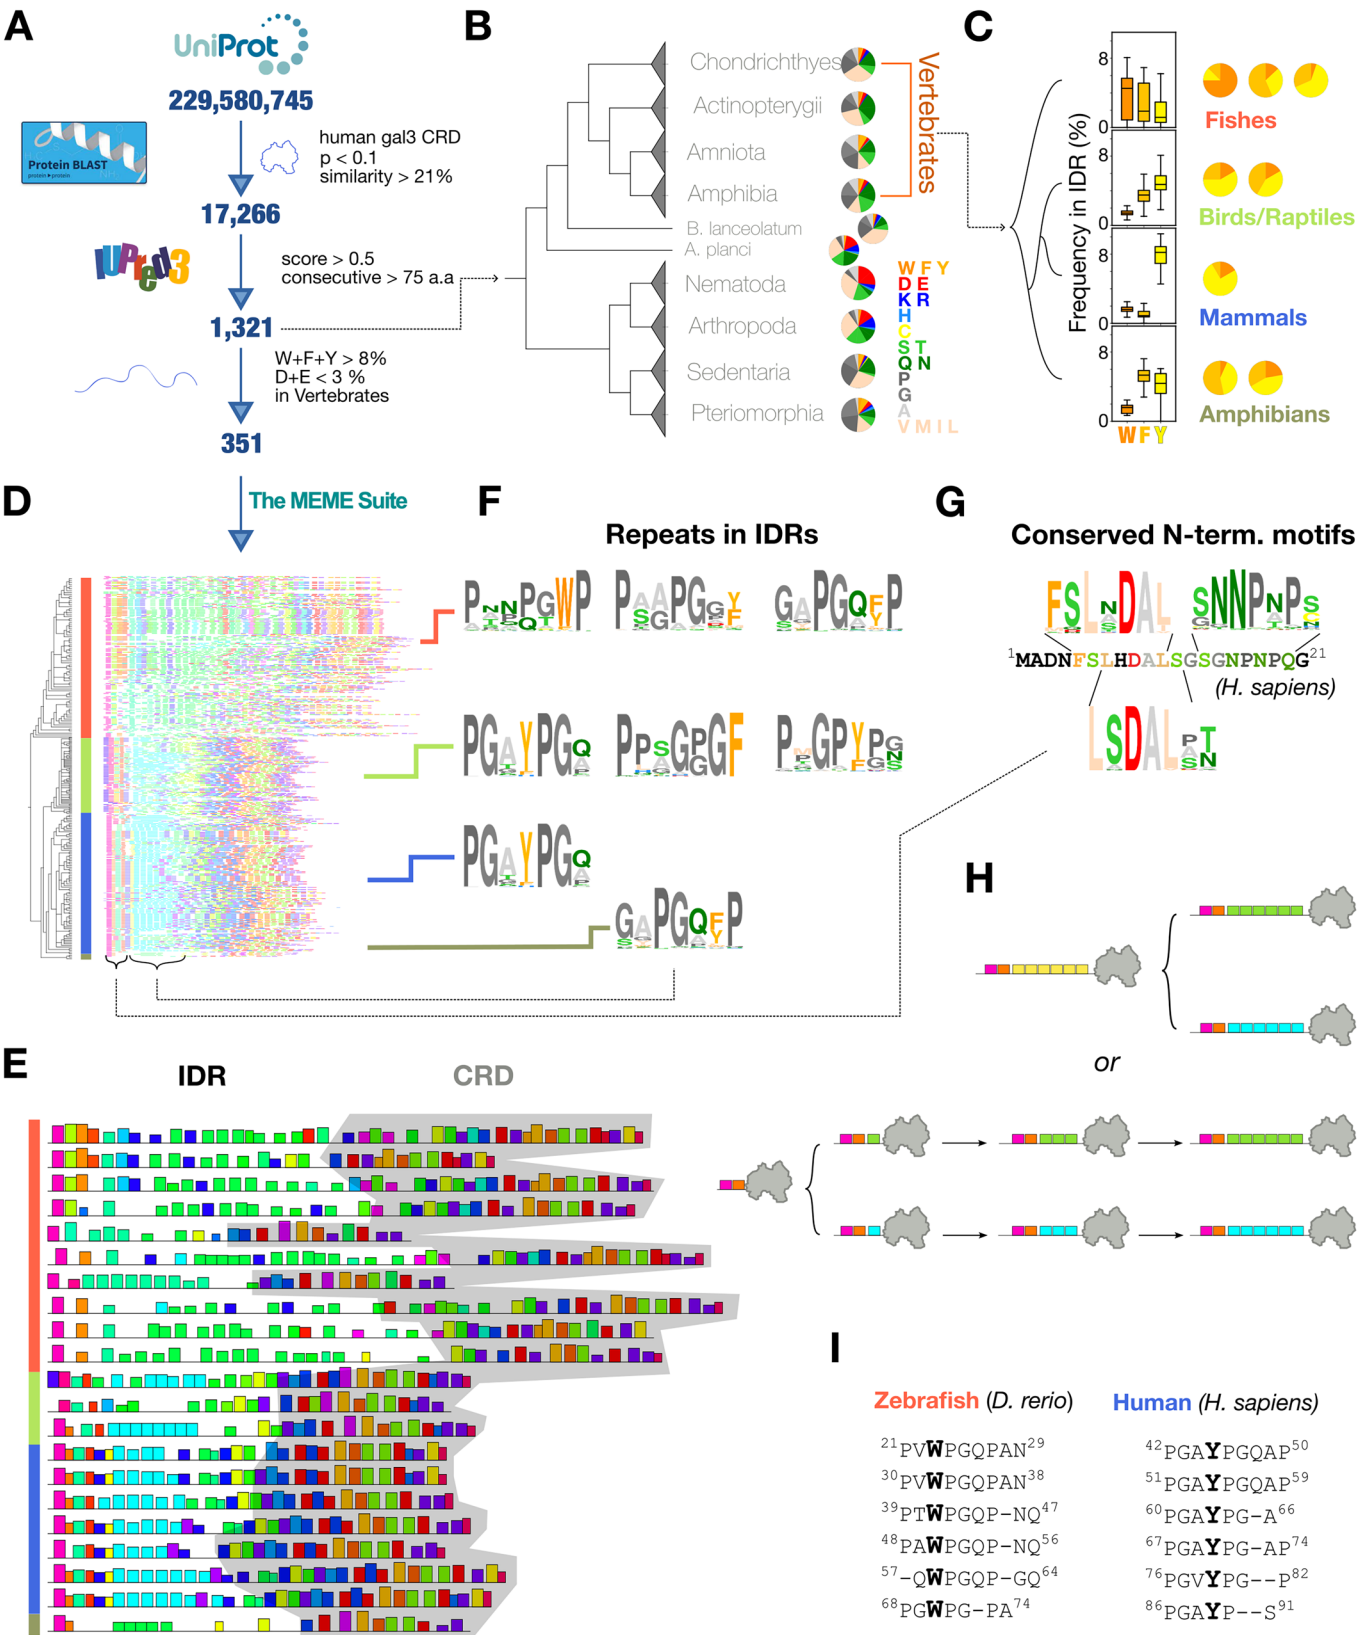 A
UniProt
229,580,745
Protein BLAST
protein ▸ protein
human gal3 CRD
p < 0.1
similarity > 21%
17,266
IUPred3
score > 0.5
consecutive > 75 a.a
1,321
W+F+Y > 8%
D+E < 3 %
in Vertebrates
351
The MEME Suite
B
Chondrichthyes
Actinopterygii
Amniota
Amphibia
Vertebrates
B. lanceolatum
A. planci
Nematoda
Arthropoda
Sedentaria
Pteriomorphia
W F Y
D E
K R
H
C
S T
Q N
P
G
A
V M I L
C
Frequency in IDR (%)
8
0
8
0
8
0
8
0
W F Y
Fishes
Birds/Raptiles
Mammals
Amphibians
D
F
Repeats in IDRs
G
Conserved N-term. motifs
1MADNFSLHDALSGSGNPNPQG21
(H. sapiens)
H
or
E
IDR
CRD
I
Zebrafish (D. rerio)
21PVWPGQPAN29
30PVWPGQPAN38
39PTWPGQP-NQ47
48PAWPGQP-NQ56
57-QWPGQP-GQ64
68PGWPG-PA74
Human (H. sapiens)
42PGAYPGQAP50
51PGAYPGQAP59
60PGAYPG-A66
67PGAYPG-AP74
76PGVYPG--P82
86PGAYP--S91